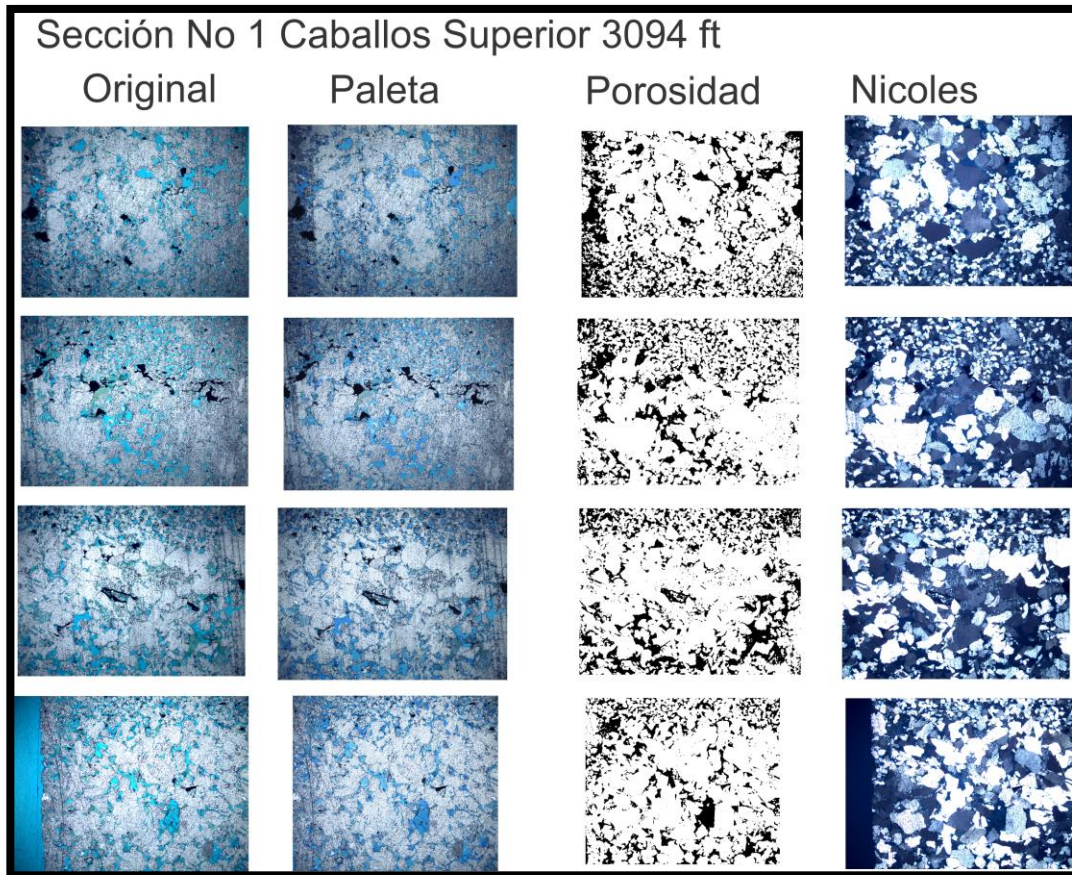 Sección No 1 Caballos Superior 3094 ft
Original Paleta Porosidad Nicoles